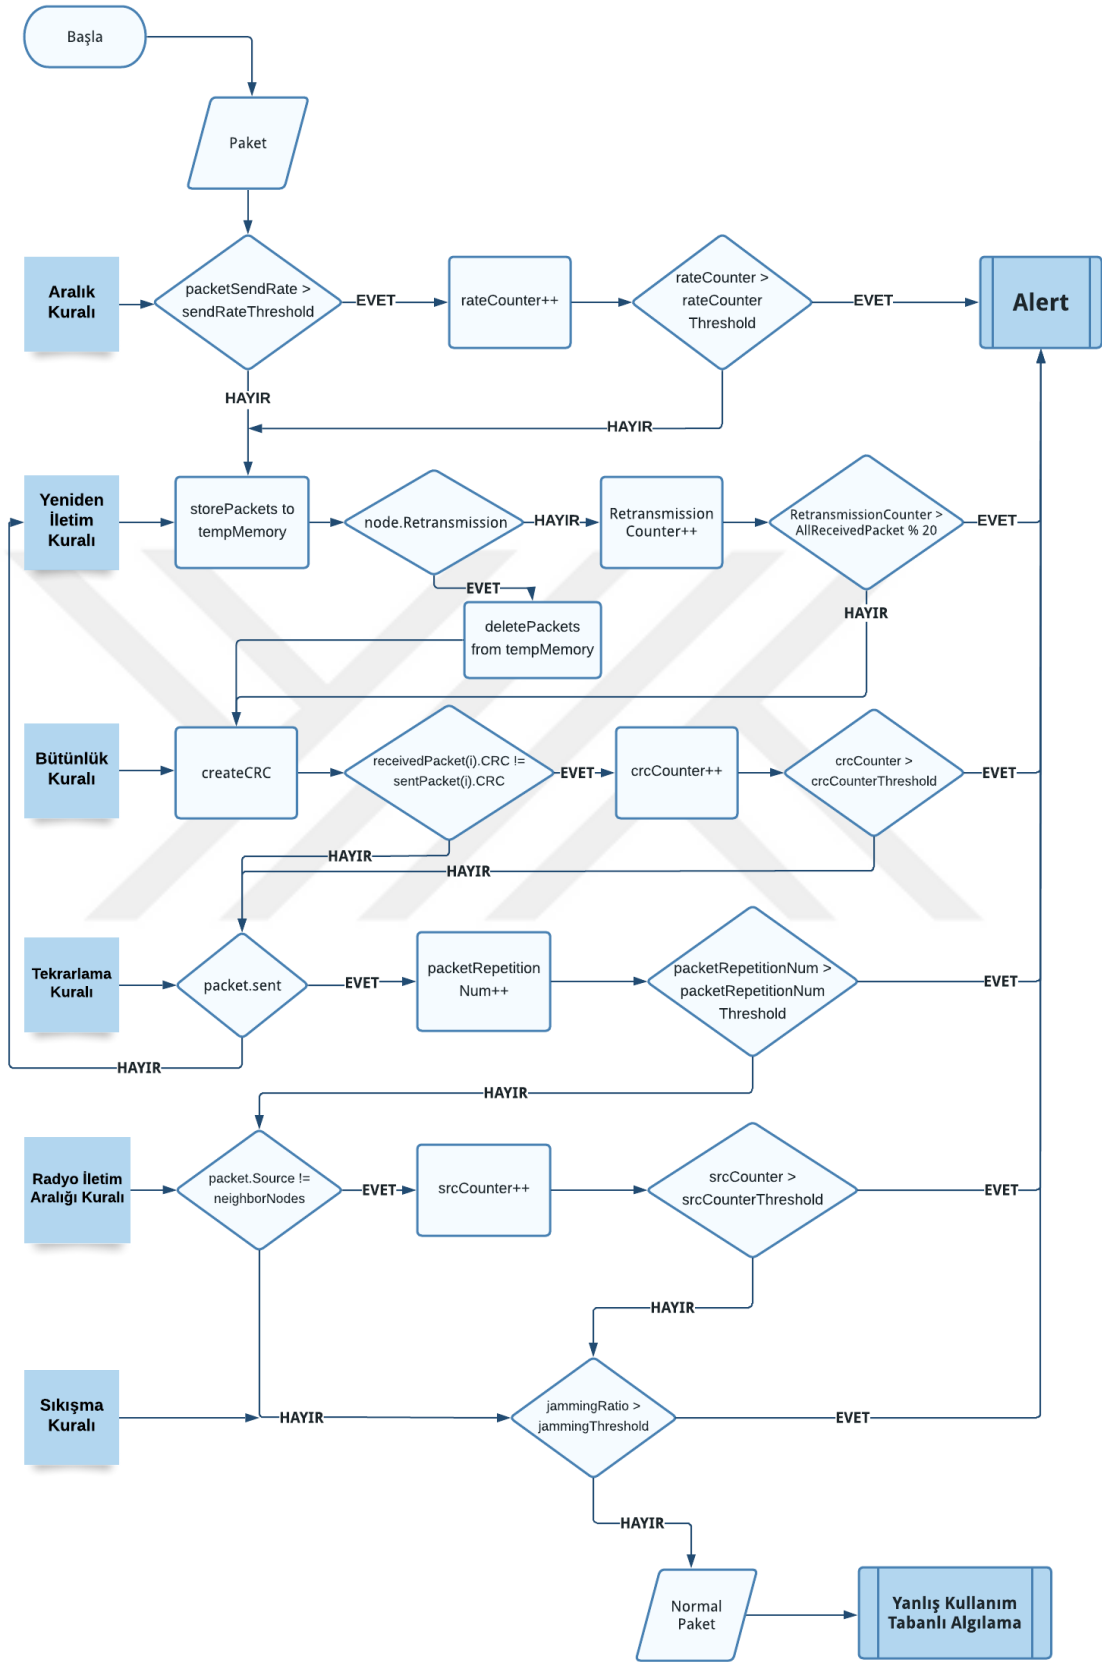 Başla
Paket
Aralık
Kuralı
packetSendRate >
sendRateThreshold
EVET
rateCounter++
rateCounter >
rateCounter
Threshold
EVET
Alert
HAYIR
HAYIR
Yeniden
İletim
Kuralı
storePackets to
tempMemory
node.Retransmission
HAYIR
Retransmission
Counter++
RetransmissionCounter >
AllReceivedPacket % 20
EVET
EVET
deletePackets
from tempMemory
HAYIR
Bütünlük
Kuralı
createCRC
receivedPacket(i).CRC !=
sentPacket(i).CRC
EVET
crcCounter++
crcCounter >
crcCounterThreshold
EVET
HAYIR
HAYIR
Tekrarlama
Kuralı
packet.sent
EVET
packetRepetition
Num++
packetRepetitionNum >
packetRepetitionNum
Threshold
EVET
HAYIR
HAYIR
Radyo İletim
Aralığı Kuralı
packet.Source !=
neighborNodes
EVET
srcCounter++
srcCounter >
srcCounterThreshold
EVET
HAYIR
Sıkışma
Kuralı
HAYIR
jammingRatio >
jammingThreshold
EVET
HAYIR
Normal
Paket
Yanlış Kullanım
Tabanlı Algılama